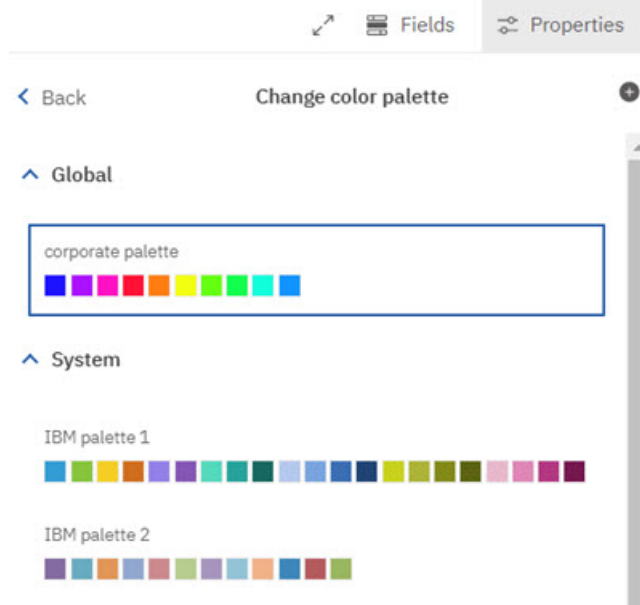 Fields Properties
Back Change color palette
Global
corporate palette
System
IBM palette 1
IBM palette 2